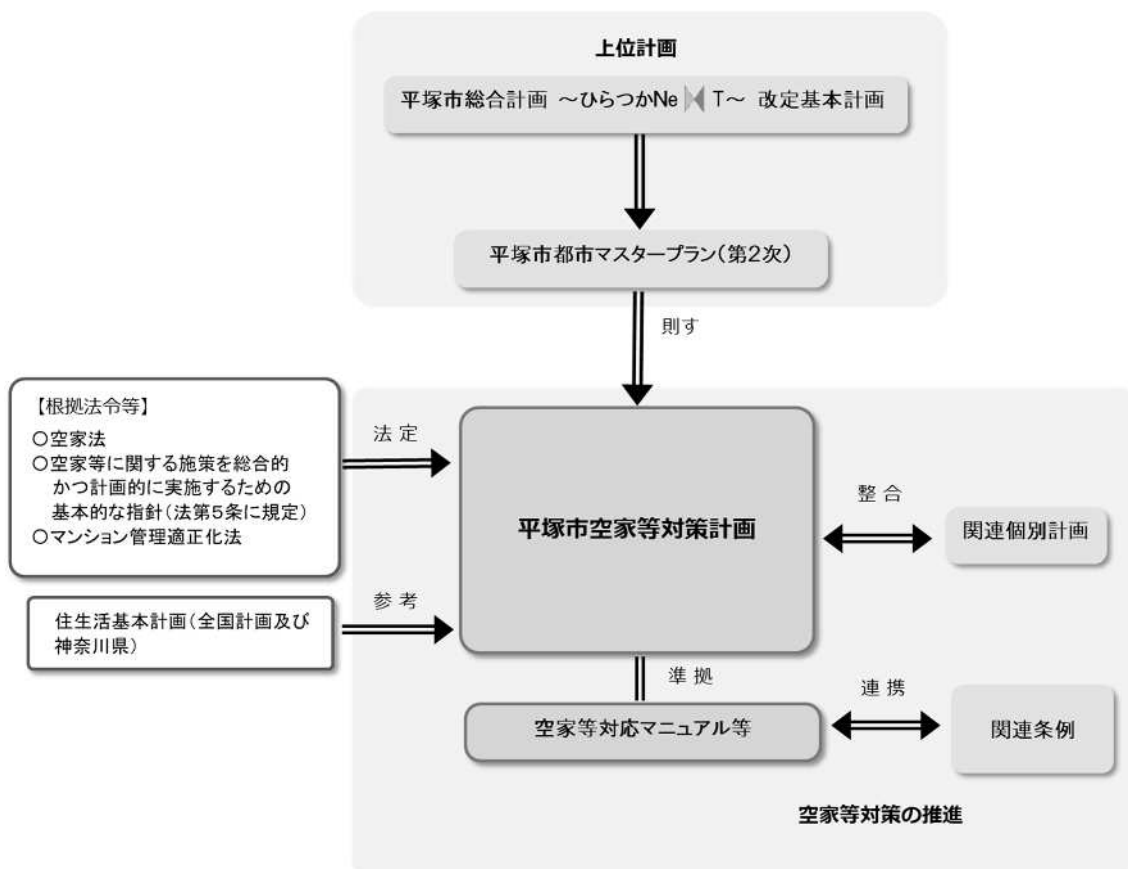 上位計画
平塚市総合計画 ~ひらつかNe T~ 改定基本計画
平塚市都市マスタープラン(第2次)
則す
【根拠法令等】
○空家法
○空家等に関する施策を総合的
かつ計画的に実施するための
基本的な指針(法第5条に規定)
○マンション管理適正化法
法定
平塚市空家等対策計画
整合
関連個別計画
住生活基本計画(全国計画及び
神奈川県)
参考
準拠
空家等対応マニュアル等
連携
関連条例
空家等対策の推進